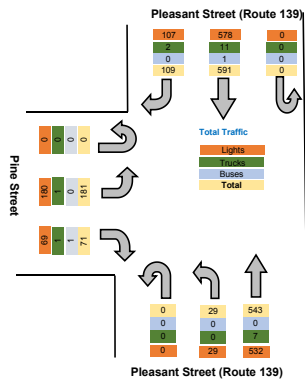 Pleasant Street (Route 139)
107 578 0
2 11 0
0 1 0
109 591 0
0 0 0 0
Total Traffic
Lights
Trucks
Buses
Total
Pine Street
180 1 0 181
69 1 1 71
0 29 543
0 0
0 0 7
0 29 532
Pleasant Street (Route 139)